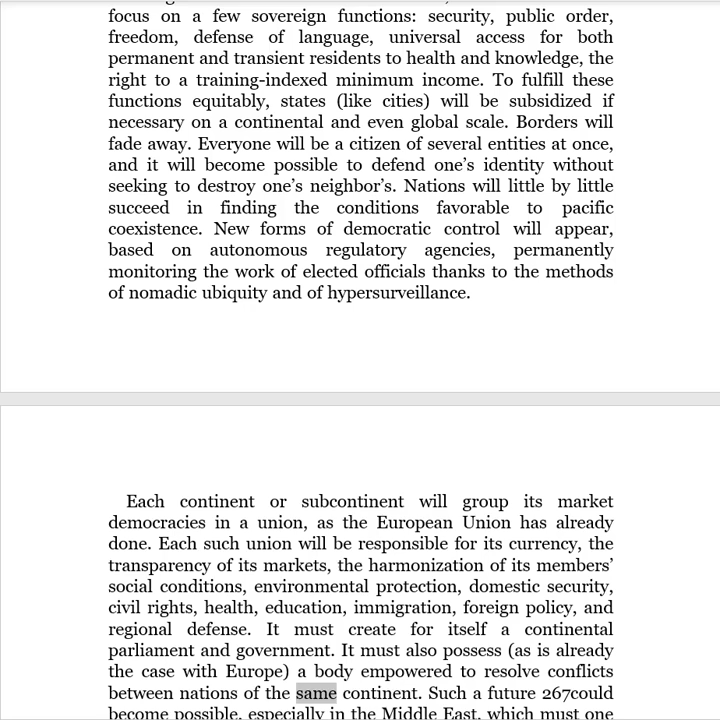 focus on a few sovereign functions: security, public order,
freedom, defense of language, universal access for both
permanent and transient residents to health and knowledge, the
right to a training-indexed minimum income. To fulfill these
functions equitably, states (like cities) will be subsidized if
necessary on a continental and even global scale. Borders will
fade away. Everyone will be a citizen of several entities at once,
and it will become possible to defend one’s identity without
seeking to destroy one’s neighbor’s. Nations will little by little
succeed in finding the conditions favorable to pacific
coexistence. New forms of democratic control will appear,
based on autonomous regulatory agencies, permanently
monitoring the work of elected officials thanks to the methods
of nomadic ubiquity and of hypersurveillance.
Each continent or subcontinent will group its market
democracies in a union, as the European Union has already
done. Each such union will be responsible for its currency, the
transparency of its markets, the harmonization of its members’
social conditions, environmental protection, domestic security,
civil rights, health, education, immigration, foreign policy, and
regional defense. It must create for itself a continental
parliament and government. It must also possess (as is already
the case with Europe) a body empowered to resolve conflicts
between nations of the same continent. Such a future 267could
become possible, especially in the Middle East, which must one